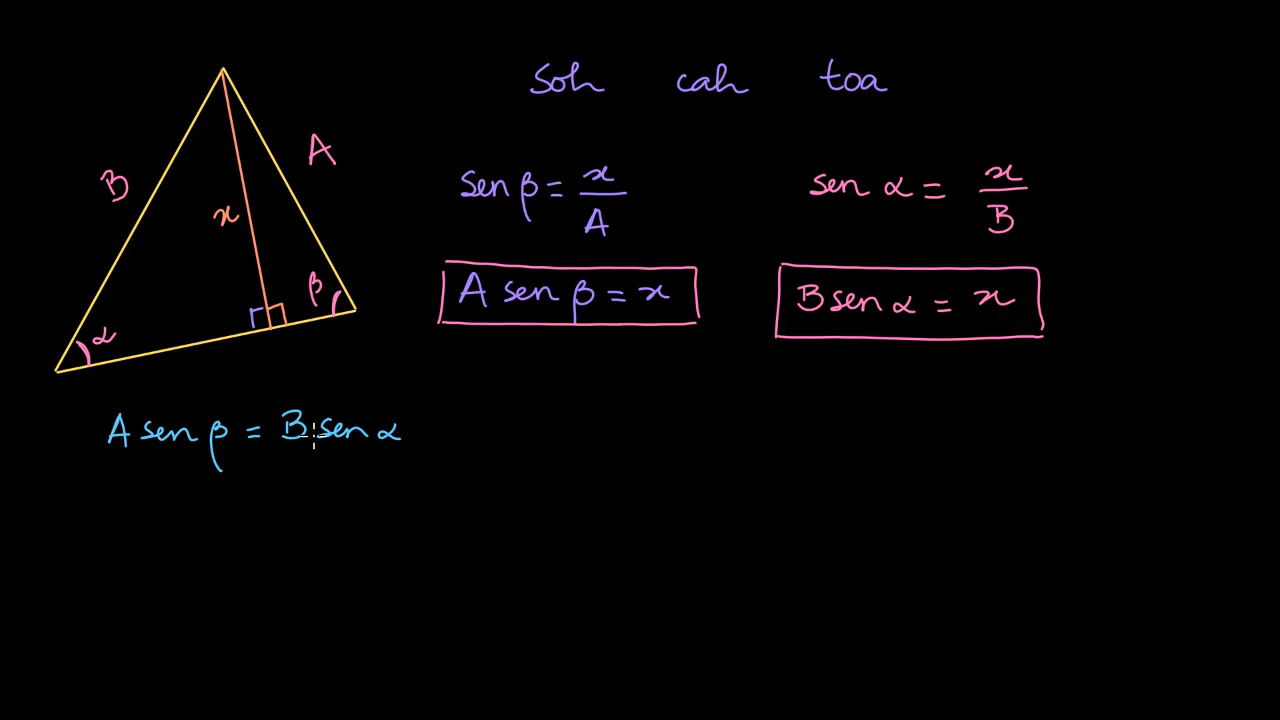 soh cah toa
B
A
x
α
β
sen β = x/A
sen α = x/B
A sen β = x
B sen α = x
A sen β = B sen α